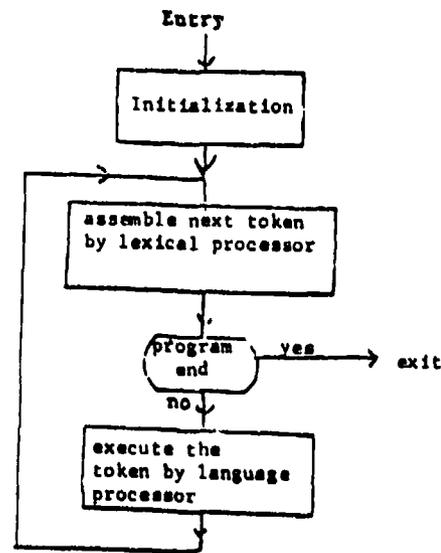 Entry
Initialization
assemble next token
by lexical processor
program
end
yes
exit
no
execute the
token by language
processor